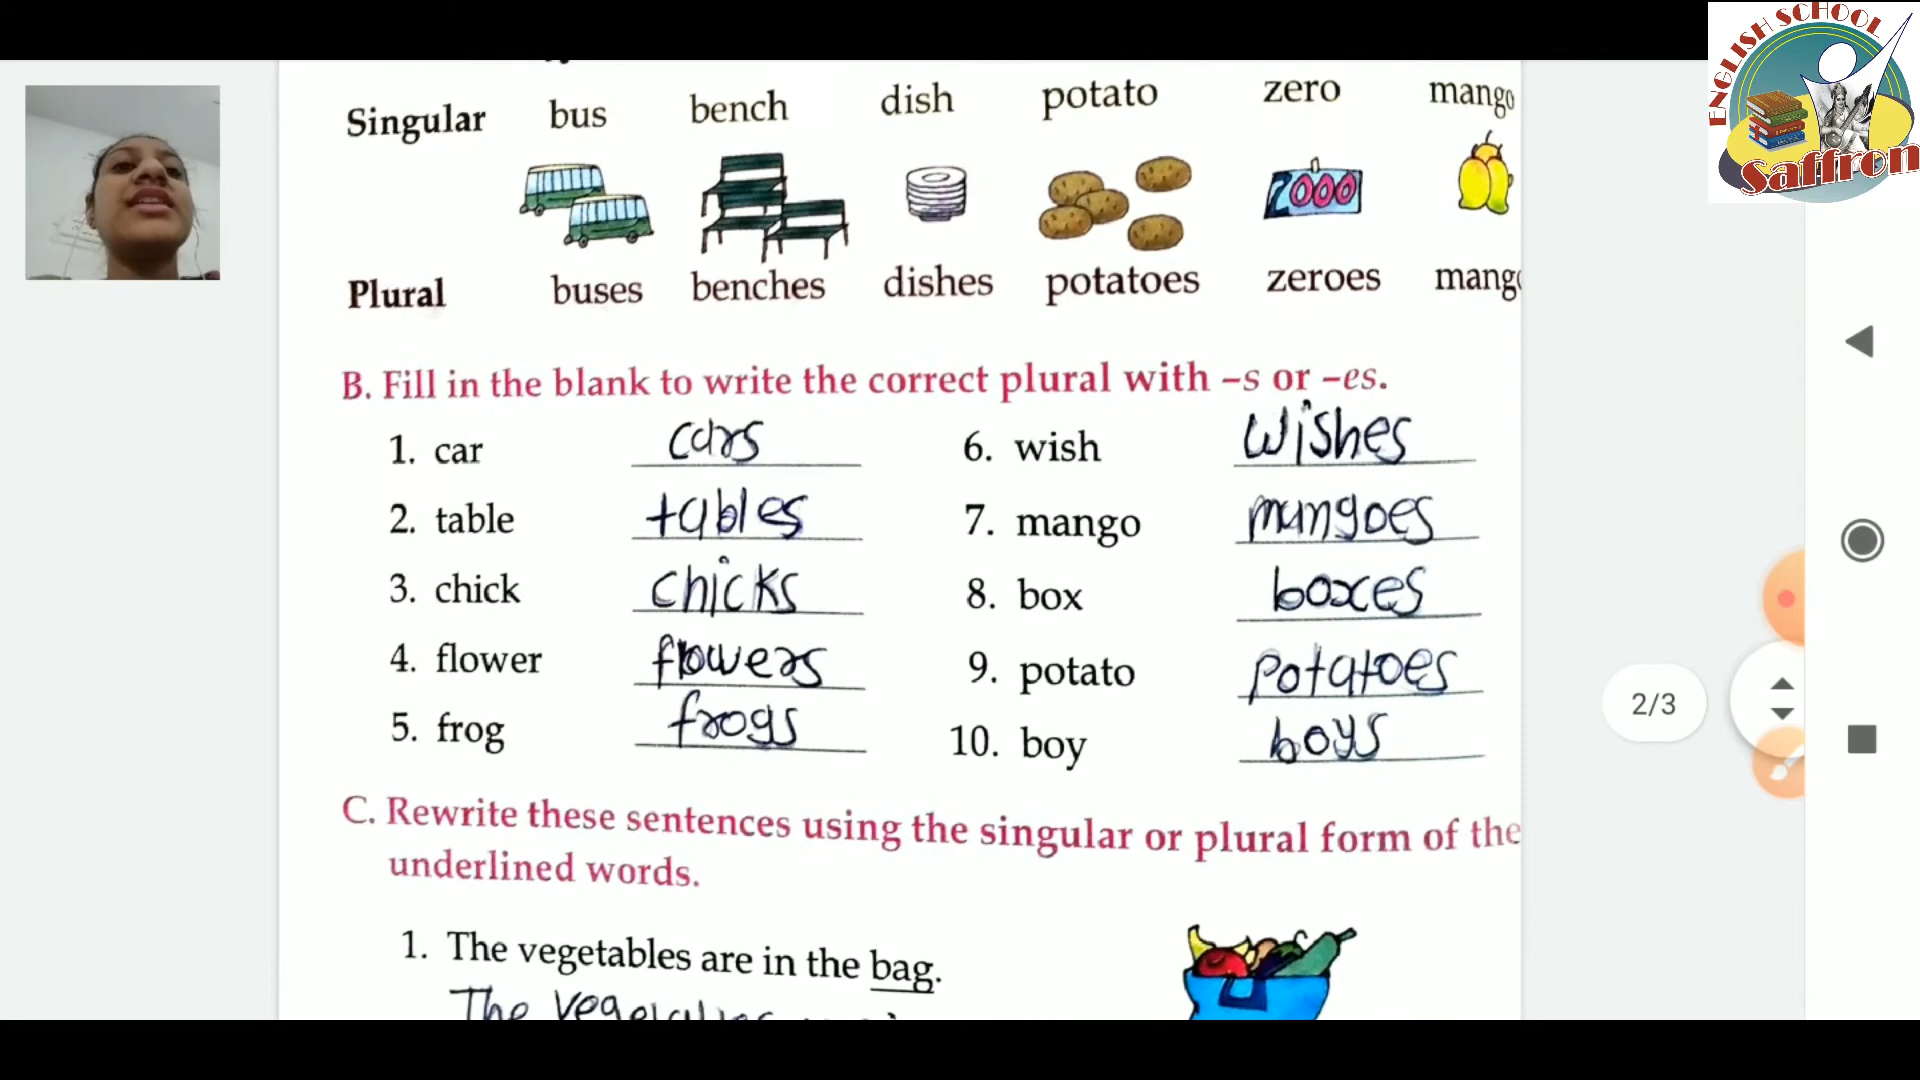 ENGLISH SCHOOL
Saffron
Singular bus bench dish potato zero mango
2000
Plural buses benches dishes potatoes zeroes
B. Fill in the blank to write the correct plural with –s or –es.
1. car cars 6. wish wishes
2. table tables 7. mango mangoes
3. chick chicks 8. box boxes
4. flower flowers 9. potato potatoes
5. frog frogs 10. boy boys
2/3
C. Rewrite these sentences using the singular or plural form of the
underlined words.
1. The vegetables are in the bag.
The